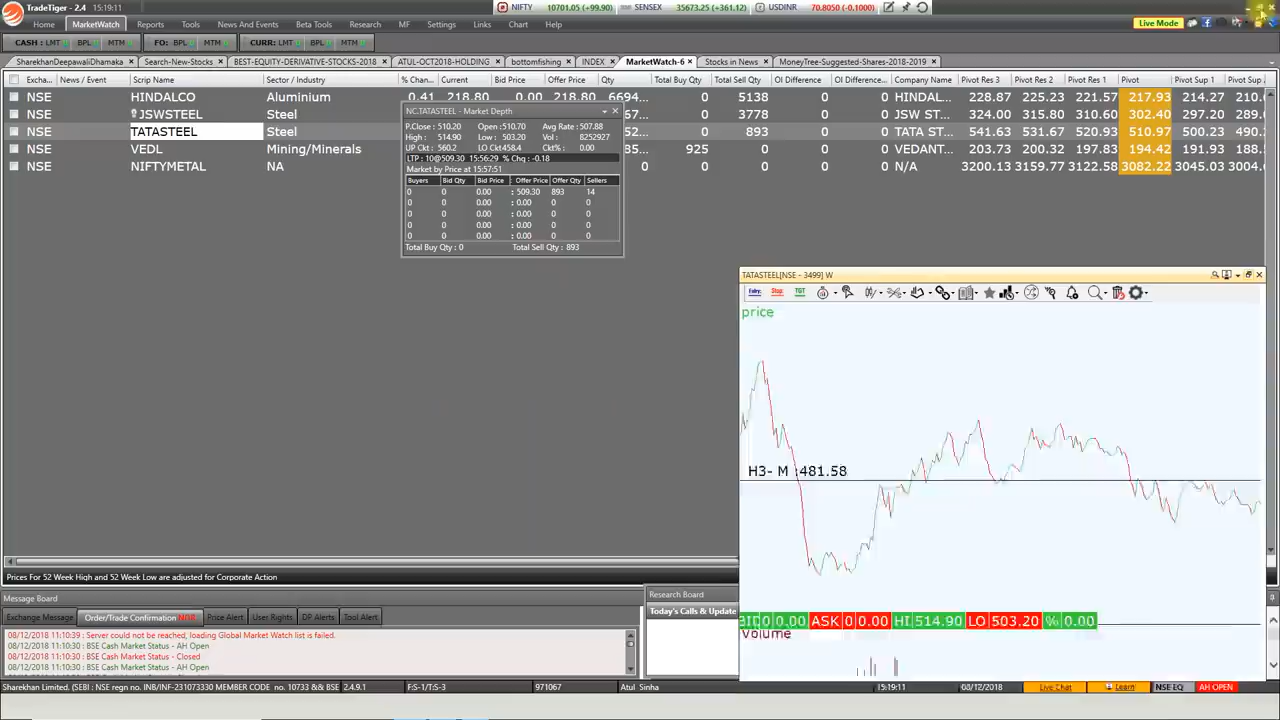 TradeTiger - 2.4
15:19:11
NIFTY 10701.05 (+99.90) SENSEX 35673.25 (+361.12) USDINR 70.8050 (-0.1000)
Home MarketWatch Reports Tools News And Events Beta Tools Research MF Settings Links Chart Help
Live Mode
CASH : LMT BPL MTM FO: BPL MTM CURR: LMT BPL MTM
SharekhanDeepawaliDhamaka Search-New-Stocks BEST-EQUITY-DERIVATIVE-STOCKS-2018 ATUL-OCT2018-HOLDING bottomfishing INDEX MarketWatch-6 Stocks in News MoneyTree-Suggested-Shares-2018-2019
Excha... News / Event Scrip Name Sector / Industry % Chan... Current Bid Price Offer Price Qty Total Buy Qty Total Sell Qty OI Difference OI Difference... Company Name Pivot Res 3 Pivot Res 2 Pivot Res 1 Pivot Pivot Sup 1 Pivot Sup
NSE HINDALCO Aluminium 0.41 218.80 0.00 218.80 6694... 0 5138 0 0 HINDAL... 228.87 225.23 221.57 217.93 214.27 210.
NSE JSWSTEEL Steel 0 3778 0 0 JSW ST... 324.00 315.80 310.60 302.40 297.20 289.
NSE TATASTEEL Steel 52... 0 893 0 0 TATA ST... 541.63 531.67 520.93 510.97 500.23 490.
NSE VEDL Mining/Minerals 85... 925 0 0 0 VEDANT... 203.73 200.32 197.83 194.42 191.93 188.
NSE NIFTYMETAL NA 0 0 0 0 0 N/A 3200.13 3159.77 3122.58 3082.22 3045.03 3004.
NC.TATASTEEL - Market Depth
P.Close : 510.20 Open :510.70 Avg Rate : 507.88
High : 514.90 Low : 503.20 Vol : 8252927
UP Ckt : 560.2 LO Ckt458.4 Ckt% : 0.00
LTP : 10@509.30 15:56:29 % Chg : -0.18
Market by Price at 15:57:51
Buyers Bid Qty Bid Price : Offer Price Offer Qty Sellers
0 0 0.00 : 509.30 893 14
0 0 0.00 : 0.00 0 0
0 0 0.00 : 0.00 0 0
0 0 0.00 : 0.00 0 0
0 0 0.00 : 0.00 0 0
Total Buy Qty : 0 Total Sell Qty : 893
TATASTEEL[NSE - 3499] W
Entry Stop TGT
price
H3- M :481.58
BID 0 0.00 ASK 0 0.00 HI 514.90 LO 503.20 % 0.00
Volume
Prices For 52 Week High and 52 Week Low are adjusted for Corporate Action
Message Board
Exchange Message Order/Trade Confirmation Price Alert User Rights DP Alerts Tool Alert
08/12/2018 11:10:39 : Server could not be reached, loading Global Market Watch list is failed.
08/12/2018 11:10:40 : BSE Cash Market Status - AH Open
08/12/2018 11:10:40 : BSE Cash Market Status - Closed
08/12/2018 11:10:40 : BSE Cash Market Status - AH Open
Research Board
Today's Calls & Update
Sharekhan Limited. (SEBI : NSE regn no. INB/INF-231073330 MEMBER CODE no. 10733 && BSE 2.4.9.1 F:S-1/T:S-3 971067 Atul Sinha 15:19:11 08/12/2018 Live Chat Learn NSE EQ AH OPEN